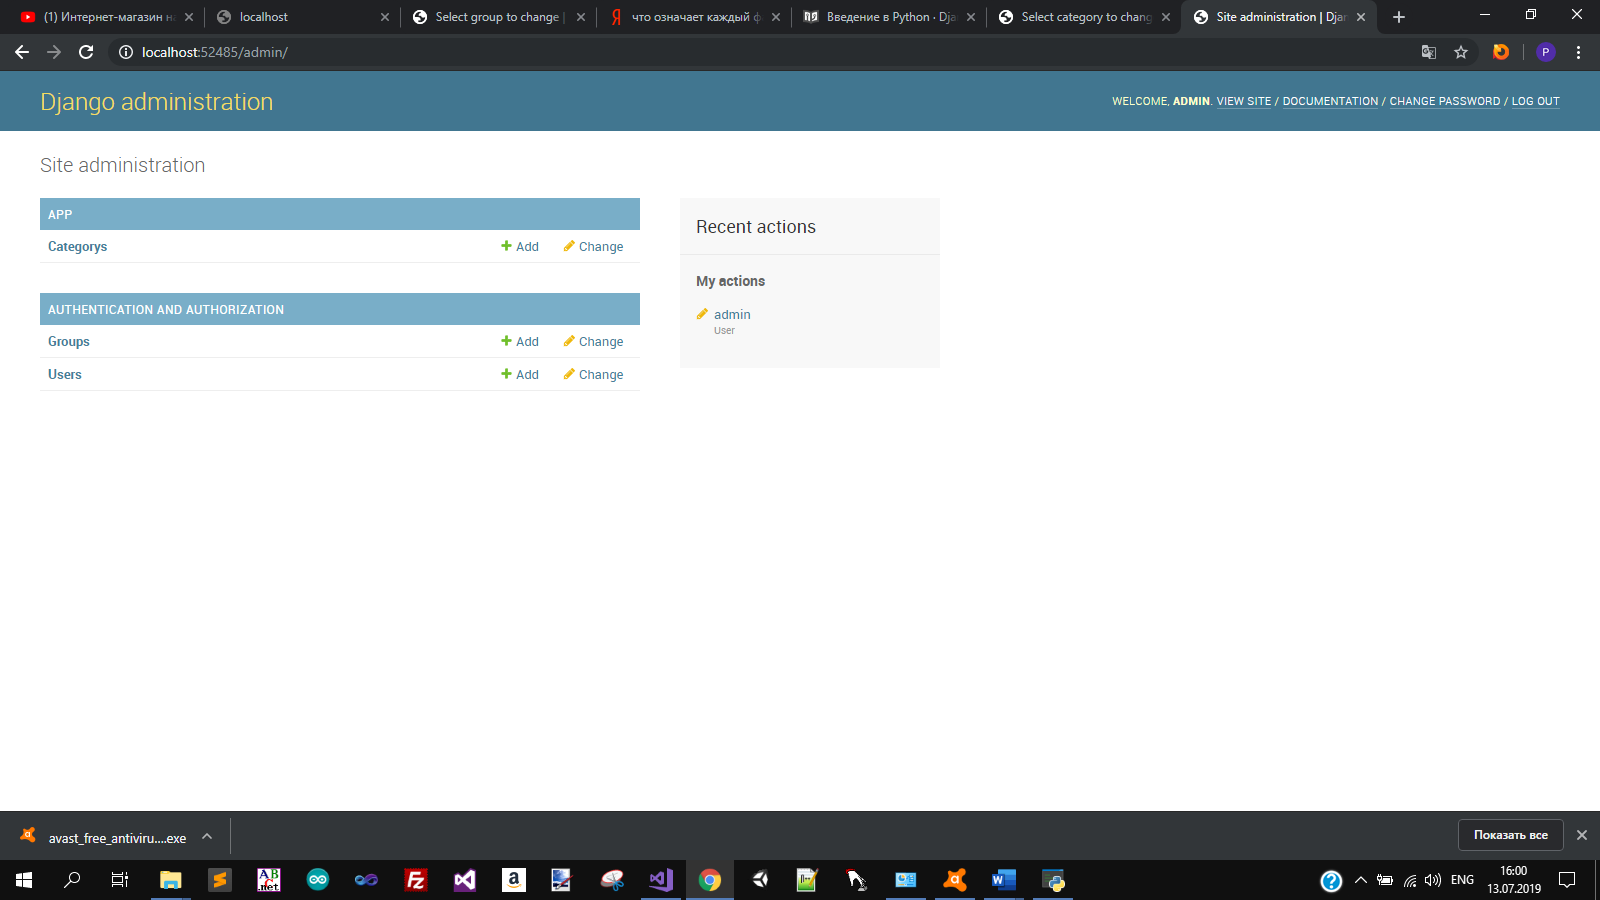 (1) Интернет-магазин на
localhost
Select group to change |
что означает каждый ф
Введение в Python · Dja
Select category to chang
Site administration | Djan
localhost:52485/admin/
P
Django administration
WELCOME, ADMIN. VIEW SITE / DOCUMENTATION / CHANGE PASSWORD / LOG OUT
Site administration
APP
Categorys Add Change
AUTHENTICATION AND AUTHORIZATION
Groups Add Change
Users Add Change
Recent actions
My actions
admin
User
avast_free_antiviru....exe
Показать все
ENG
16:00
13.07.2019